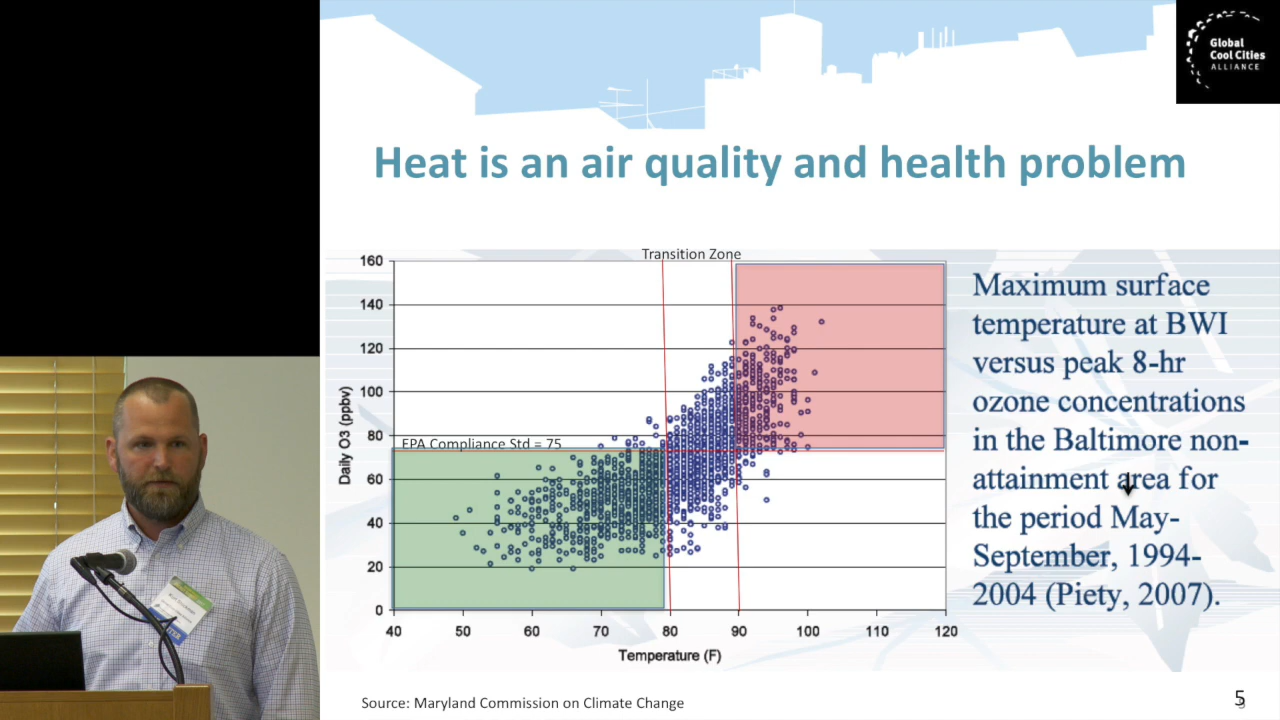 Global
Cool Cities
ALLIANCE
Heat is an air quality and health problem
Transition Zone
160
140
120
100
80
60
40
20
0
Daily O3 (ppbv)
EPA Compliance Std = 75
40 50 60 70 80 90 100 110 120
Temperature (F)
Maximum surface
temperature at BWI
versus peak 8-hr
ozone concentrations
in the Baltimore non-
attainment area for
the period May-
September, 1994-
2004 (Piety, 2007).
Source: Maryland Commission on Climate Change
5